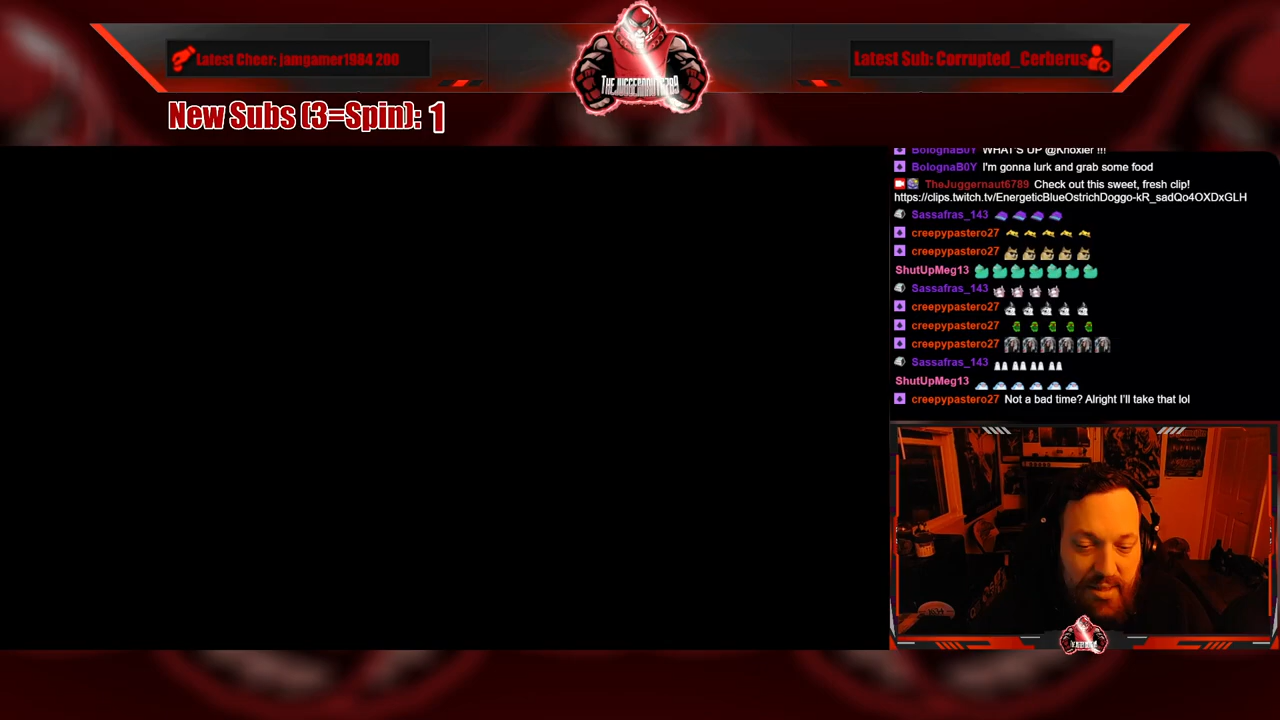 Latest Cheer: jamgamer1984 200
Latest Sub: Corrupted_Cerberus
THEJUGGERNAUT6789
New Subs (3=Spin): 1
BolognaB0Y WHAT'S UP @Knoxier !!!
BolognaB0Y I'm gonna lurk and grab some food
TheJuggernaut6789 Check out this sweet, fresh clip!
https://clips.twitch.tv/EnergeticBlueOstrichDoggo-kR_sadQo4OXDxGLH
Sassafras_143
creepypastero27
creepypastero27
ShutUpMeg13
Sassafras_143
creepypastero27
creepypastero27
creepypastero27
Sassafras_143
ShutUpMeg13
creepypastero27 Not a bad time? Alright I'll take that lol